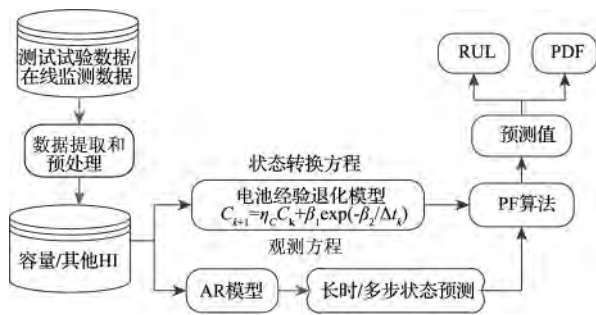 测试试验数据/
在线监测数据
数据提取和
预处理
容量/其他HI
状态转换方程
电池经验退化模型
C_{k+1}=η_C C_k+β_1exp(-β_2/Δt_k)
观测方程
AR模型
长时/多步状态预测
RUL
PDF
预测值
PF算法